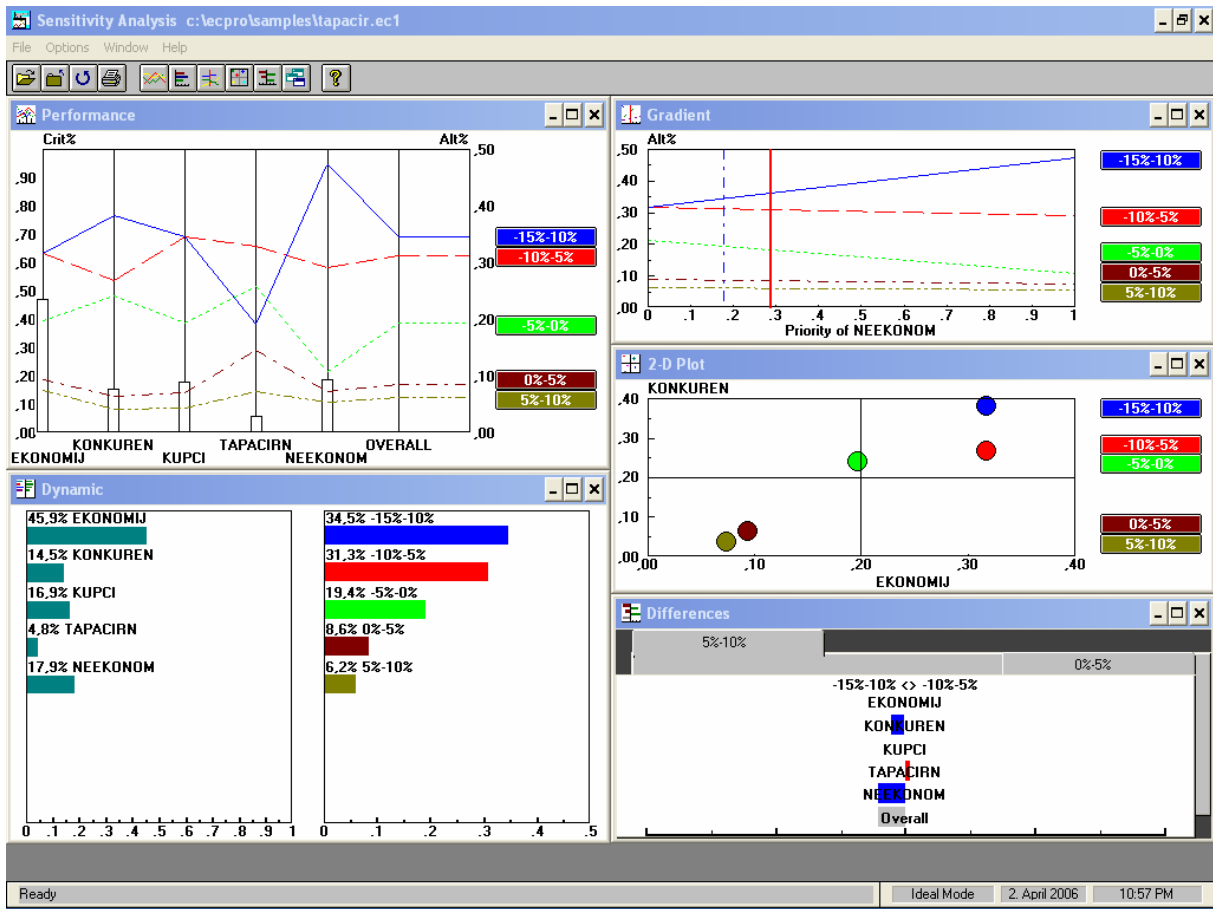 Sensitivity Analysis c:\ecpro\samples\tapacir.ec1
File Options Window Help
Performance
Crit% Alt%
,90
,80
,70
,60
,50
,40
,30
,20
,10
,00
,50
,40
,30
,20
,10
,00
-15%-10%
-10%-5%
-5%-0%
0%-5%
5%-10%
KONKUREN TAPACIRN OVERALL
EKONOMIJ KUPCI NEEKONOM
Gradient
Alt%
,50
,40
,30
,20
,10
,00
0 .1 .2 .3 .4 .5 .6 .7 .8 .9 1
Priority of NEEKONOM
-15%-10%
-10%-5%
-5%-0%
0%-5%
5%-10%
2-D Plot
KONKUREN
,40
,30
,20
,10
,00
,00 ,10 ,20 ,30 ,40
EKONOMIJ
-15%-10%
-10%-5%
-5%-0%
0%-5%
5%-10%
Dynamic
45,9% EKONOMIJ
14,5% KONKUREN
16,9% KUPCI
4,8% TAPACIRN
17,9% NEEKONOM
0 .1 .2 .3 .4 .5 .6 .7 .8 .9 1
34,5% -15%-10%
31,3% -10%-5%
19,4% -5%-0%
8,6% 0%-5%
6,2% 5%-10%
0 .1 .2 .3 .4 .5
Differences
5%-10%
0%-5%
-15%-10% <> -10%-5%
EKONOMIJ
KONKUREN
KUPCI
TAPACIRN
NEEKONOM
Overall
Ready Ideal Mode 2. April 2006 10:57 PM